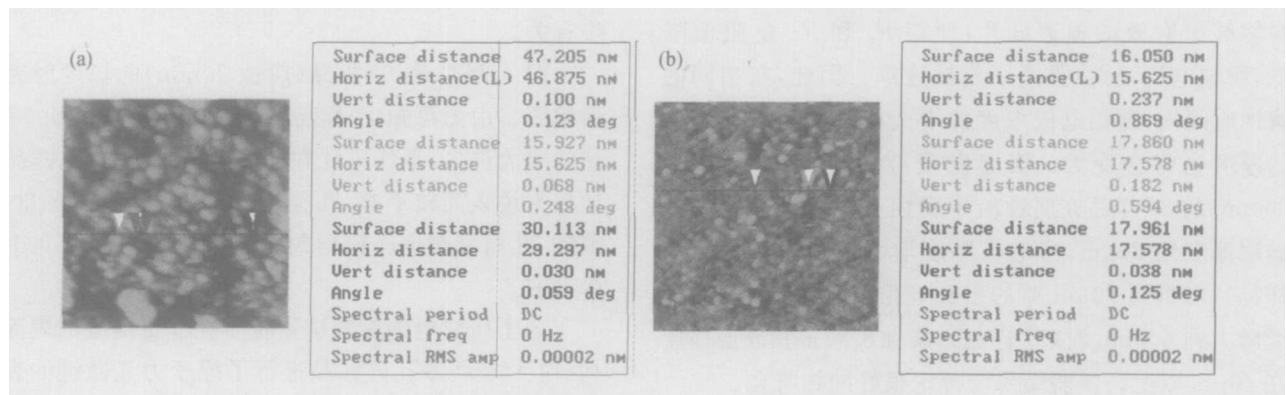 (a)
Surface distance 47.205 nm
Horiz distance(L) 46.875 nm
Vert distance 0.100 nm
Angle 0.123 deg
Surface distance 15.927 nm
Horiz distance 15.625 nm
Vert distance 0.068 nm
Angle 0.248 deg
Surface distance 30.113 nm
Horiz distance 29.297 nm
Vert distance 0.030 nm
Angle 0.059 deg
Spectral period DC
Spectral freq 0 Hz
Spectral RMS amp 0.00002 nm
(b)
Surface distance 16.050 nm
Horiz distance(L) 15.625 nm
Vert distance 0.237 nm
Angle 0.869 deg
Surface distance 17.860 nm
Horiz distance 17.578 nm
Vert distance 0.182 nm
Angle 0.594 deg
Surface distance 17.961 nm
Horiz distance 17.578 nm
Vert distance 0.038 nm
Angle 0.125 deg
Spectral period DC
Spectral freq 0 Hz
Spectral RMS amp 0.00002 nm